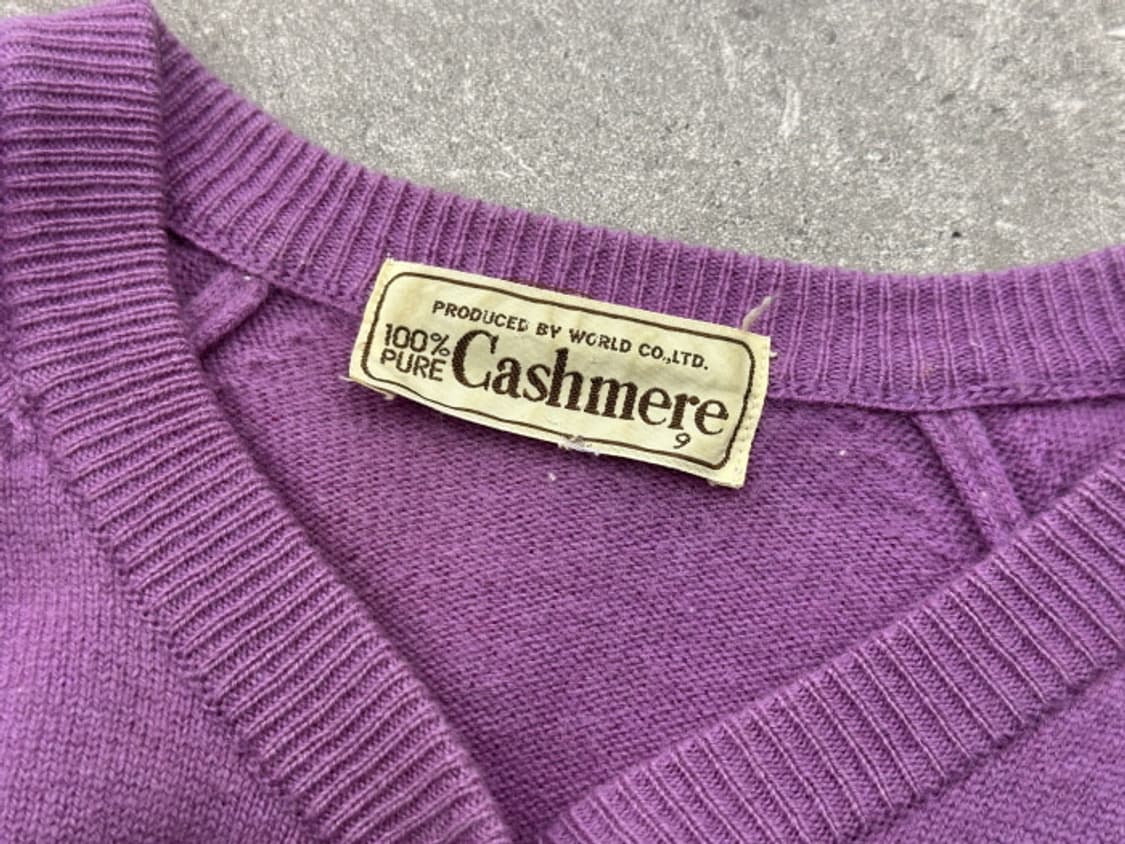 PRODUCED BY WORLD CO.,LTD.
100% PURE Cashmere
9